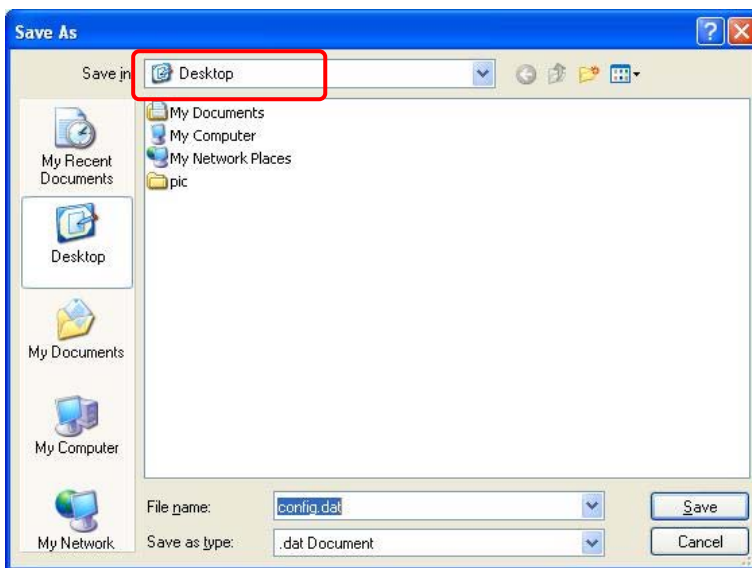 Save As
Save in
Desktop
My Documents
My Computer
My Network Places
pic
My Recent
Documents
Desktop
My Documents
My Computer
My Network
File name:
config.dat
Save
Save as type:
.dat Document
Cancel